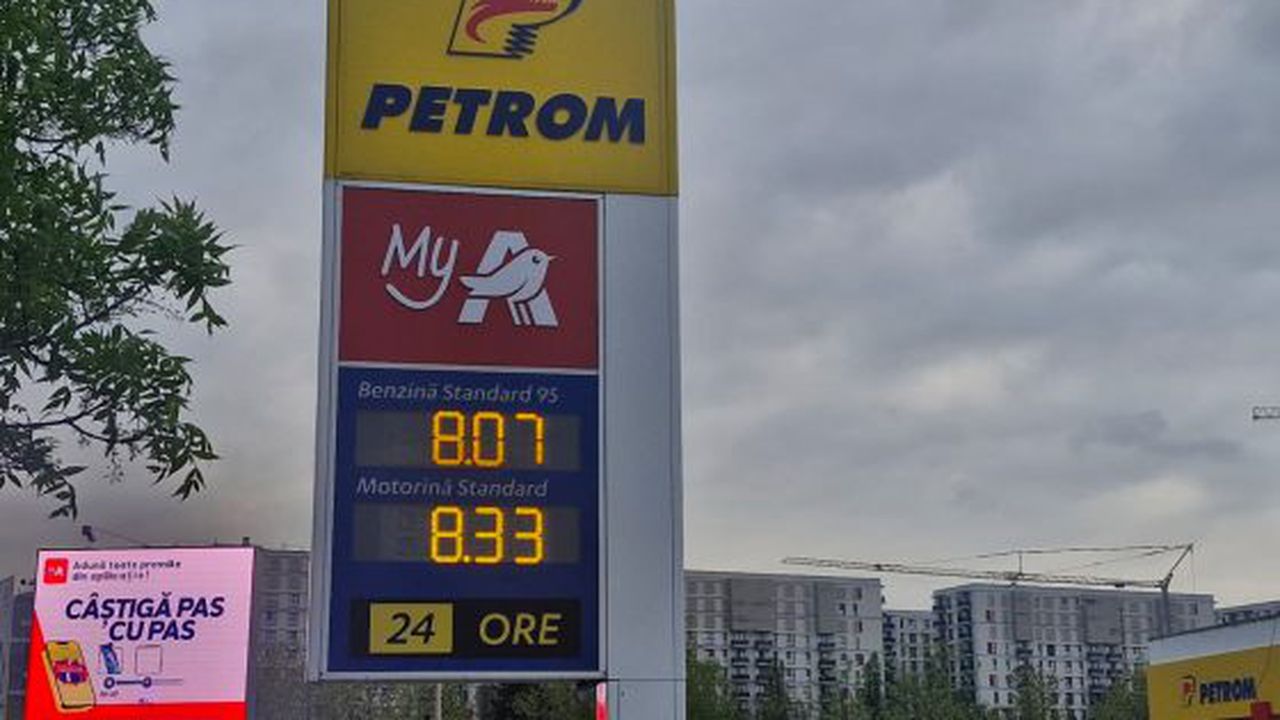 PETROM
My A
Benzină Standard 95
8.07
Motorină Standard
8.33
24 ORE
Adună toate premiile
din aplicație!
CÂȘTIGĂ PAS
CU PAS
PETROM